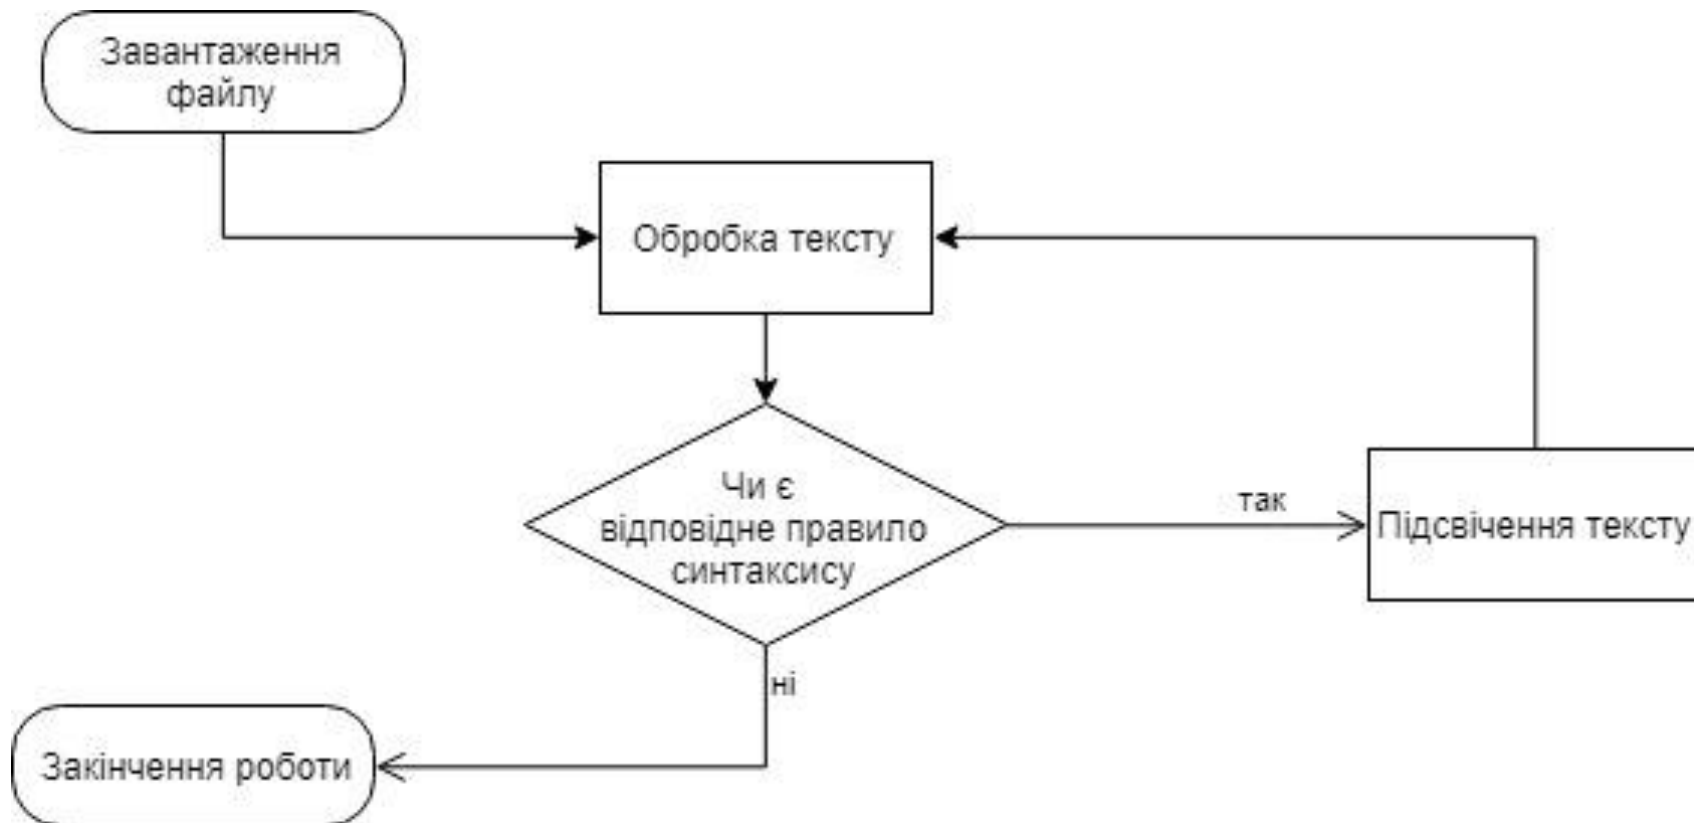 Завантаження
файлу
Обробка тексту
Чи є
відповідне правило
синтаксису
так
Підсвічення тексту
ні
Закінчення роботи